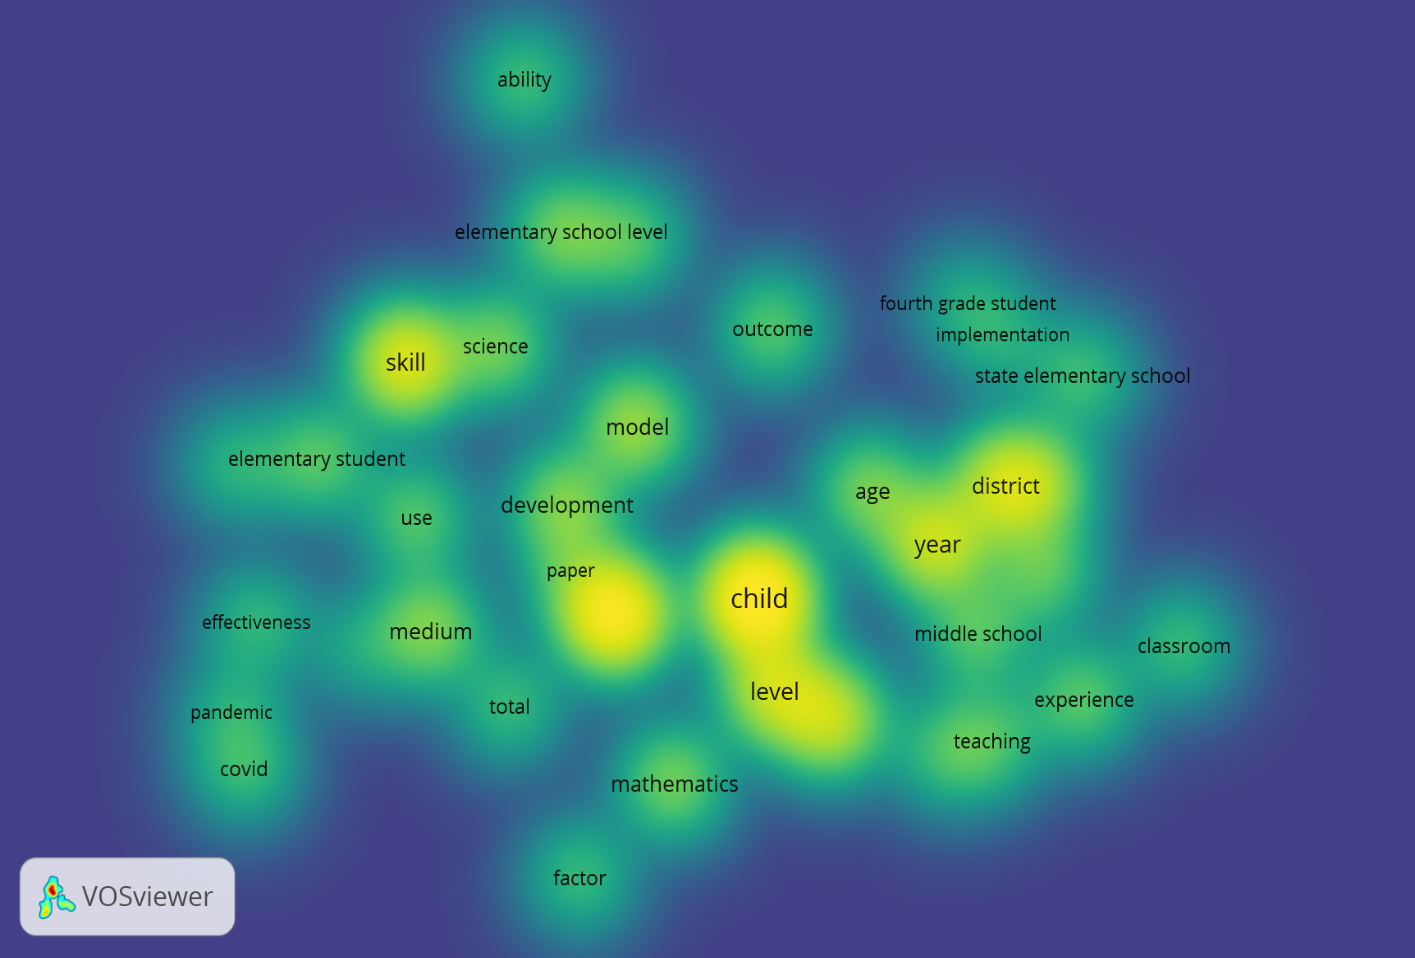 ability
elementary school level
fourth grade student
outcome
implementation
science
skill
state elementary school
model
elementary student
district
age
development
use
year
paper
child
effectiveness
medium
middle school
classroom
level
experience
total
pandemic
teaching
covid
mathematics
factor
VOSviewer